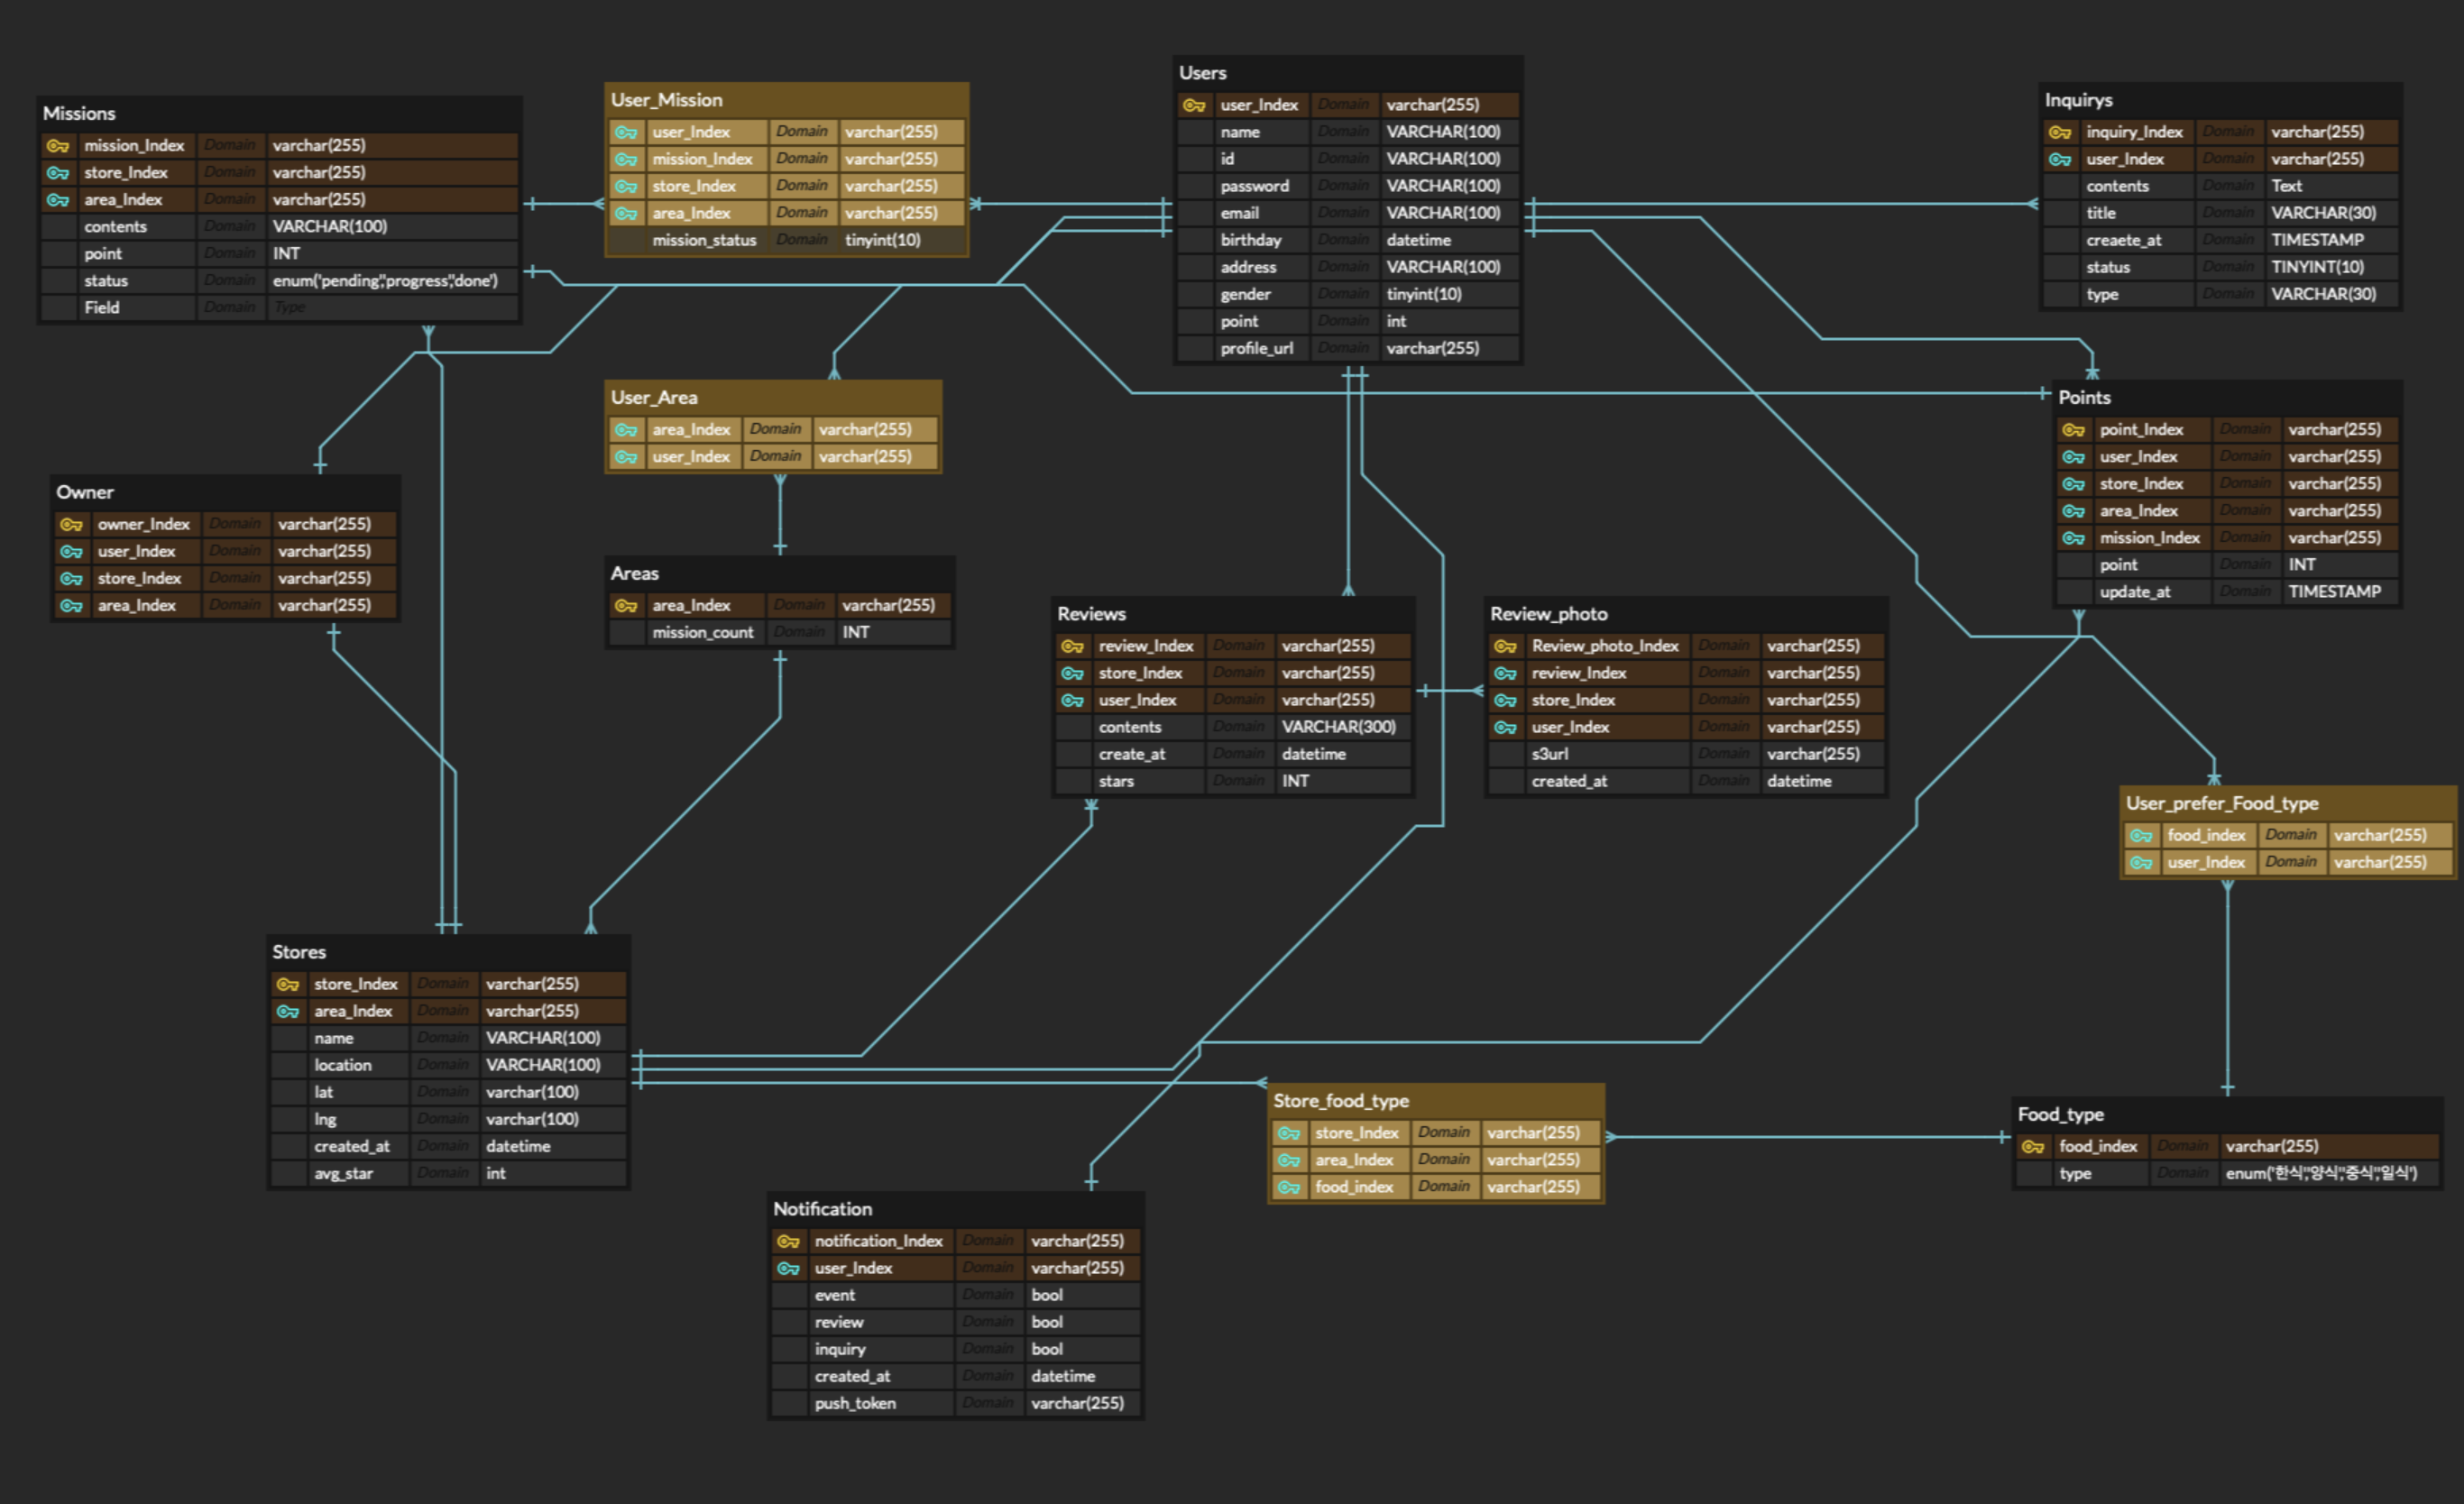 Missions
mission_Index Domain varchar(255)
store_Index Domain varchar(255)
area_Index Domain varchar(255)
contents Domain VARCHAR(100)
point Domain INT
status Domain enum('pending','progress','done')
Field Domain Type
User_Mission
user_Index Domain varchar(255)
mission_Index Domain varchar(255)
store_Index Domain varchar(255)
area_Index Domain varchar(255)
mission_status Domain tinyint(10)
Users
user_Index Domain varchar(255)
name Domain VARCHAR(100)
id Domain VARCHAR(100)
password Domain VARCHAR(100)
email Domain VARCHAR(100)
birthday Domain datetime
address Domain VARCHAR(100)
gender Domain tinyint(10)
point Domain int
profile_url Domain varchar(255)
Inquirys
inquiry_Index Domain varchar(255)
user_Index Domain varchar(255)
contents Domain Text
title Domain VARCHAR(30)
creaete_at Domain TIMESTAMP
status Domain TINYINT(10)
type Domain VARCHAR(30)
User_Area
area_Index Domain varchar(255)
user_Index Domain varchar(255)
Points
point_Index Domain varchar(255)
user_Index Domain varchar(255)
store_Index Domain varchar(255)
area_Index Domain varchar(255)
mission_Index Domain varchar(255)
point Domain INT
update_at Domain TIMESTAMP
Owner
owner_Index Domain varchar(255)
user_Index Domain varchar(255)
store_Index Domain varchar(255)
area_Index Domain varchar(255)
Areas
area_Index Domain varchar(255)
mission_count Domain INT
Reviews
review_Index Domain varchar(255)
store_Index Domain varchar(255)
user_Index Domain varchar(255)
contents Domain VARCHAR(300)
create_at Domain datetime
stars Domain INT
Review_photo
Review_photo_Index Domain varchar(255)
review_Index Domain varchar(255)
store_Index Domain varchar(255)
user_Index Domain varchar(255)
s3url Domain varchar(255)
created_at Domain datetime
User_prefer_Food_type
food_index Domain varchar(255)
user_Index Domain varchar(255)
Stores
store_Index Domain varchar(255)
area_Index Domain varchar(255)
name Domain VARCHAR(100)
location Domain VARCHAR(100)
lat Domain varchar(100)
lng Domain varchar(100)
created_at Domain datetime
avg_star Domain int
Store_food_type
store_Index Domain varchar(255)
area_Index Domain varchar(255)
food_index Domain varchar(255)
Food_type
food_index Domain varchar(255)
type Domain enum('한식','양식','중식','일식')
Notification
notification_Index Domain varchar(255)
user_Index Domain varchar(255)
event Domain bool
review Domain bool
inquiry Domain bool
created_at Domain datetime
push_token Domain varchar(255)